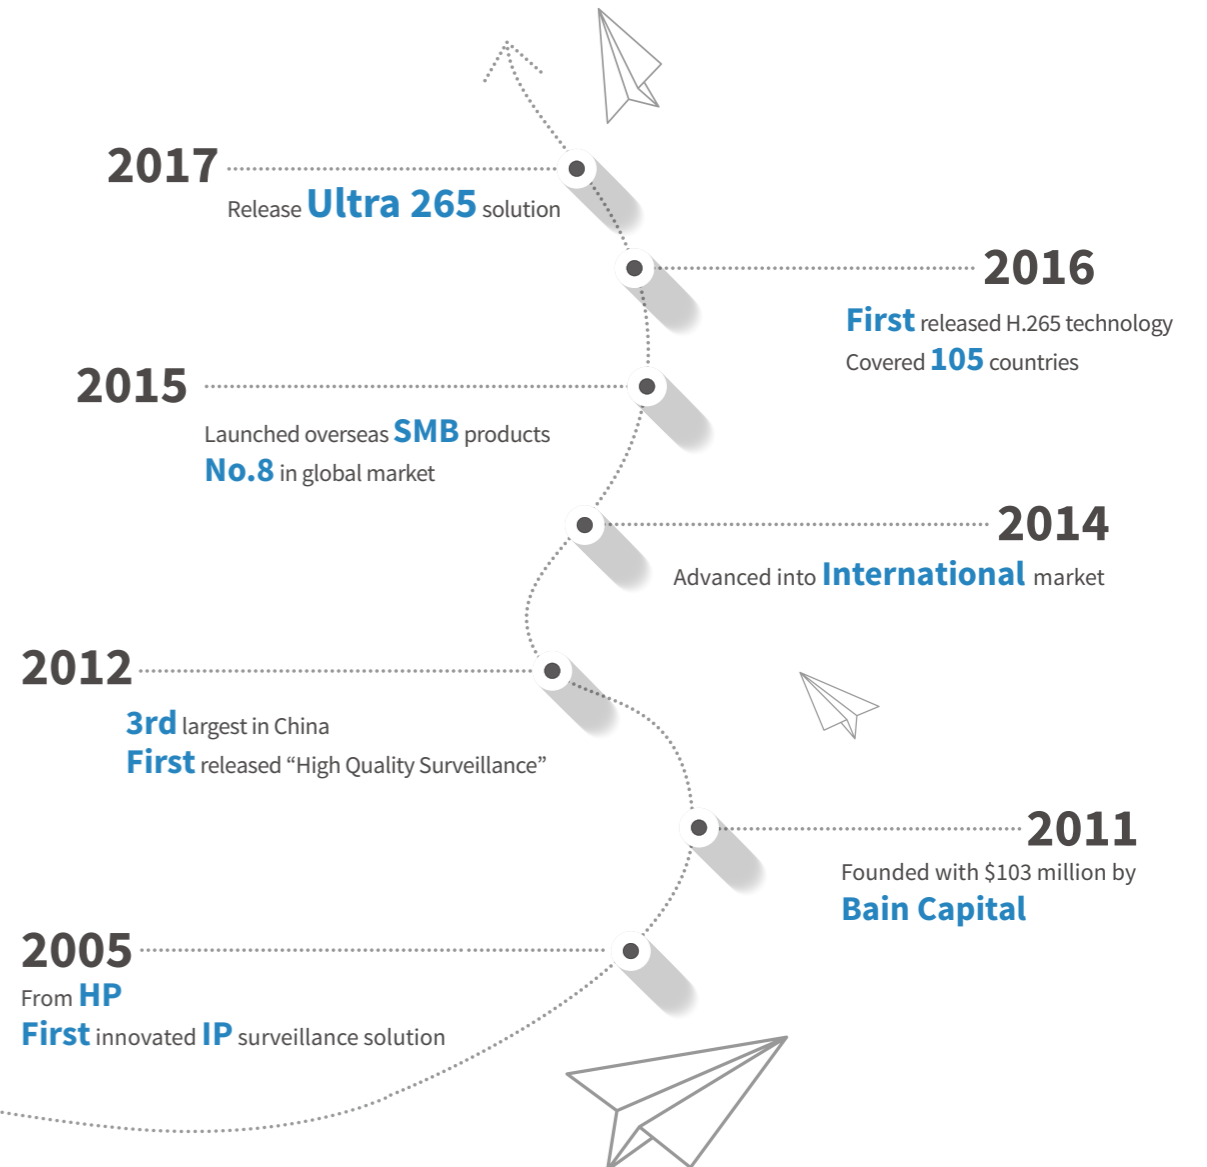 2017
Release Ultra 265 solution
2016
First released H.265 technology
Covered 105 countries
2015
Launched overseas SMB products
No.8 in global market
2014
Advanced into International market
2012
3rd largest in China
First released “High Quality Surveillance”
2011
Founded with $103 million by
Bain Capital
2005
From HP
First innovated IP surveillance solution